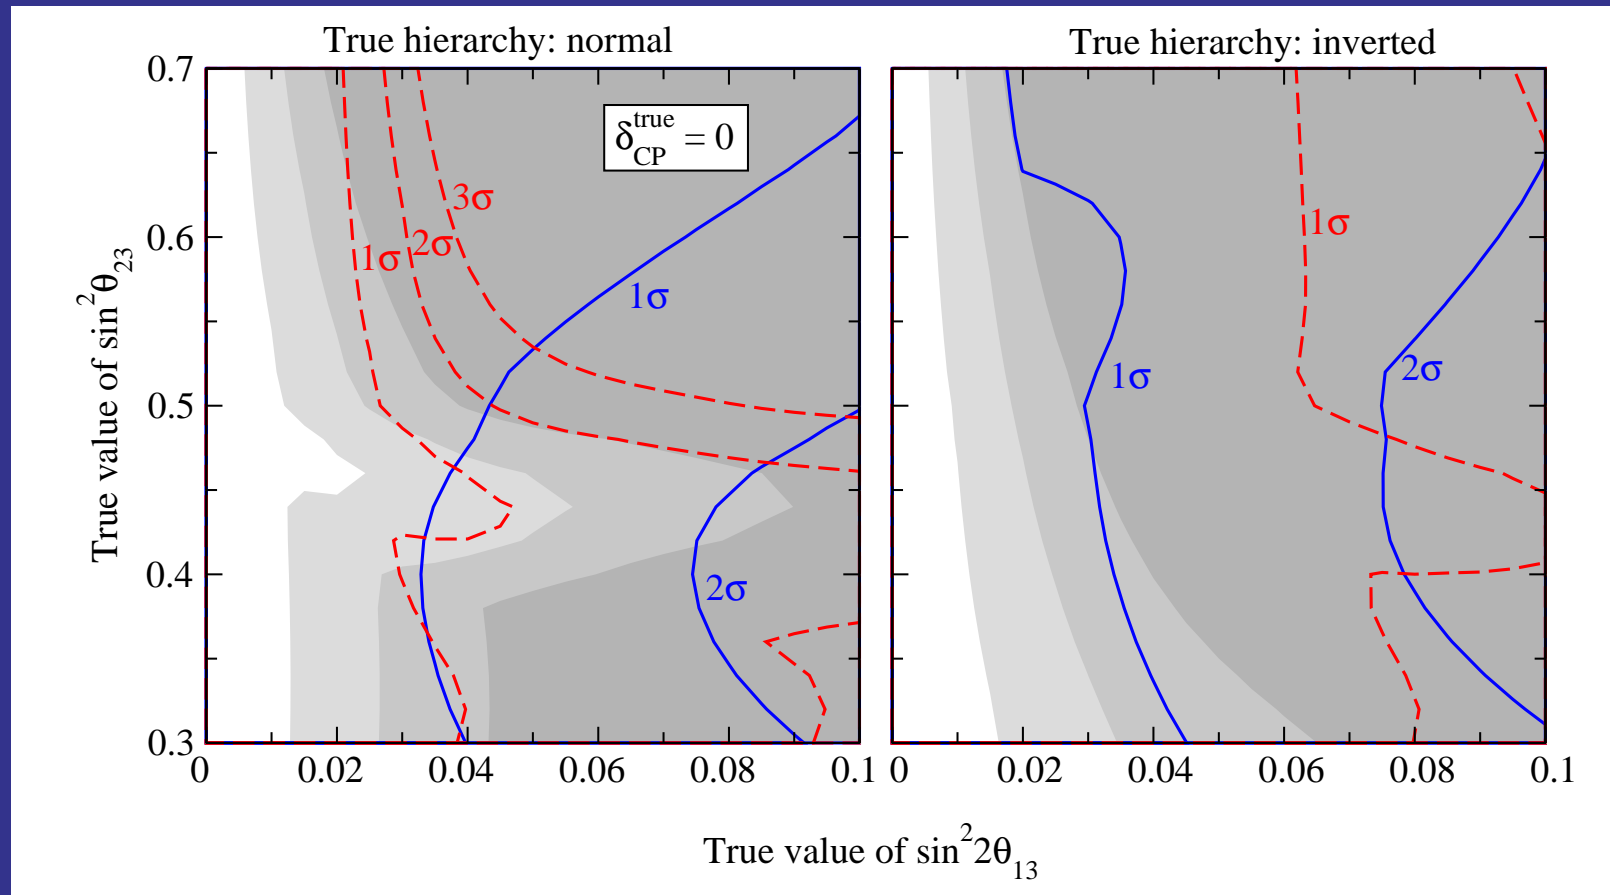 True hierarchy: normal
True hierarchy: inverted
0.7
0.6
0.5
0.4
0.3
True value of sin²θ₂₃
δ_CP^true = 0
3σ
2σ
1σ
1σ
2σ
1σ
1σ
2σ
0 0.02 0.04 0.06 0.08 0.1
0 0.02 0.04 0.06 0.08 0.1
True value of sin²2θ₁₃